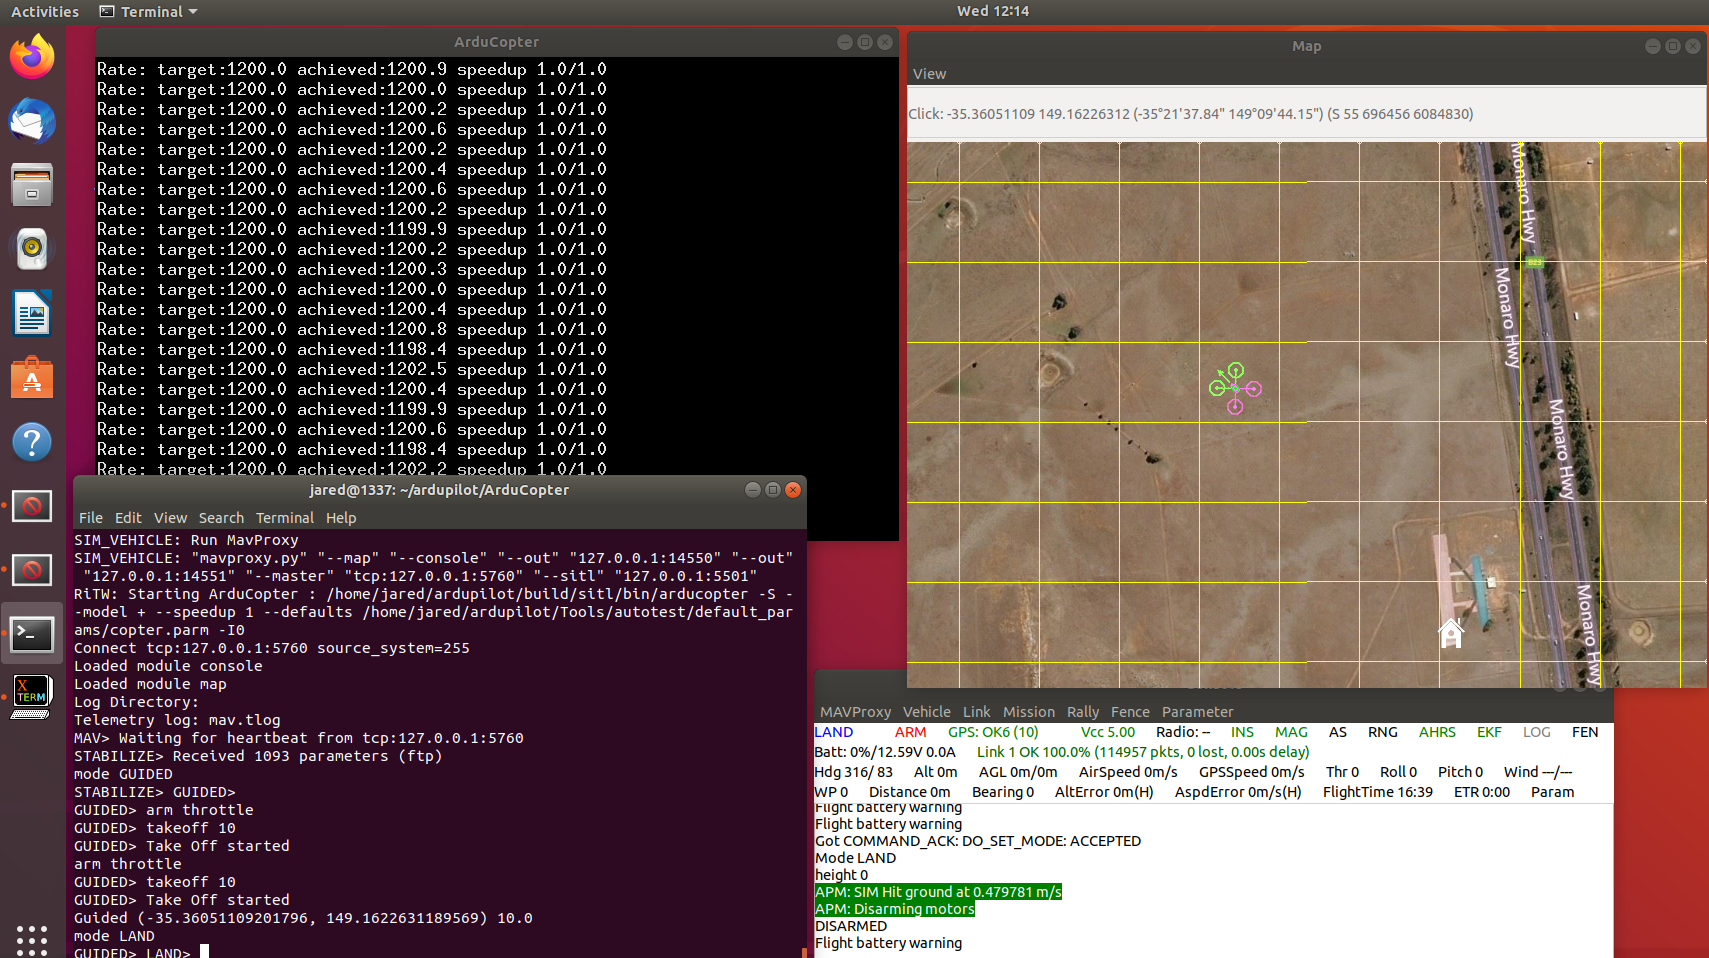 Activities
Terminal
Wed 12:14
ArduCopter
Rate: target:1200.0 achieved:1200.9 speedup 1.0/1.0
Rate: target:1200.0 achieved:1200.0 speedup 1.0/1.0
Rate: target:1200.0 achieved:1200.2 speedup 1.0/1.0
Rate: target:1200.0 achieved:1200.6 speedup 1.0/1.0
Rate: target:1200.0 achieved:1200.2 speedup 1.0/1.0
Rate: target:1200.0 achieved:1200.4 speedup 1.0/1.0
Rate: target:1200.0 achieved:1200.6 speedup 1.0/1.0
Rate: target:1200.0 achieved:1200.2 speedup 1.0/1.0
Rate: target:1200.0 achieved:1199.9 speedup 1.0/1.0
Rate: target:1200.0 achieved:1200.2 speedup 1.0/1.0
Rate: target:1200.0 achieved:1200.3 speedup 1.0/1.0
Rate: target:1200.0 achieved:1200.0 speedup 1.0/1.0
Rate: target:1200.0 achieved:1200.4 speedup 1.0/1.0
Rate: target:1200.0 achieved:1200.8 speedup 1.0/1.0
Rate: target:1200.0 achieved:1198.4 speedup 1.0/1.0
Rate: target:1200.0 achieved:1202.5 speedup 1.0/1.0
Rate: target:1200.0 achieved:1200.4 speedup 1.0/1.0
Rate: target:1200.0 achieved:1199.9 speedup 1.0/1.0
Rate: target:1200.0 achieved:1200.6 speedup 1.0/1.0
Rate: target:1200.0 achieved:1198.4 speedup 1.0/1.0
Rate: target:1200.0 achieved:1202.2 speedup 1.0/1.0
Map
View
Click: -35.36051109 149.16226312 (-35°21'37.84" 149°09'44.15") (S 55 696456 6084830)
Monaro Hwy
B23
Monaro Hwy
Monaro Hwy
Monaro Hwy
X
TERM
jared@1337: ~/ardupilot/ArduCopter
File Edit View Search Terminal Help
SIM_VEHICLE: Run MavProxy
SIM_VEHICLE: "mavproxy.py" "--map" "--console" "--out" "127.0.0.1:14550" "--out"
"127.0.0.1:14551" "--master" "tcp:127.0.0.1:5760" "--sitl" "127.0.0.1:5501"
RiTW: Starting ArduCopter : /home/jared/ardupilot/build/sitl/bin/arducopter -S -
-model + --speedup 1 --defaults /home/jared/ardupilot/Tools/autotest/default_par
ams/copter.parm -I0
Connect tcp:127.0.0.1:5760 source_system=255
Loaded module console
Loaded module map
Log Directory:
Telemetry log: mav.tlog
MAV> Waiting for heartbeat from tcp:127.0.0.1:5760
STABILIZE> Received 1093 parameters (ftp)
mode GUIDED
STABILIZE> GUIDED>
GUIDED> arm throttle
GUIDED> takeoff 10
GUIDED> Take Off started
arm throttle
GUIDED> takeoff 10
GUIDED> Take Off started
Guided (-35.36051109201796, 149.1622631189569) 10.0
mode LAND
GUIDED> LAND>
MAVProxy Vehicle Link Mission Rally Fence Parameter
LAND ARM GPS: OK6 (10) Vcc 5.00 Radio: -- INS MAG AS RNG AHRS EKF LOG FEN
Batt: 0%/12.59V 0.0A Link 1 OK 100.0% (114957 pkts, 0 lost, 0.00s delay)
Hdg 316/ 83 Alt 0m AGL 0m/0m AirSpeed 0m/s GPSSpeed 0m/s Thr 0 Roll 0 Pitch 0 Wind ---/---
WP 0 Distance 0m Bearing 0 AltError 0m(H) AspdError 0m/s(H) FlightTime 16:39 ETR 0:00 Param
Flight battery warning
Flight battery warning
Got COMMAND_ACK: DO_SET_MODE: ACCEPTED
Mode LAND
height 0
APM: SIM Hit ground at 0.479781 m/s
APM: Disarming motors
DISARMED
Flight battery warning